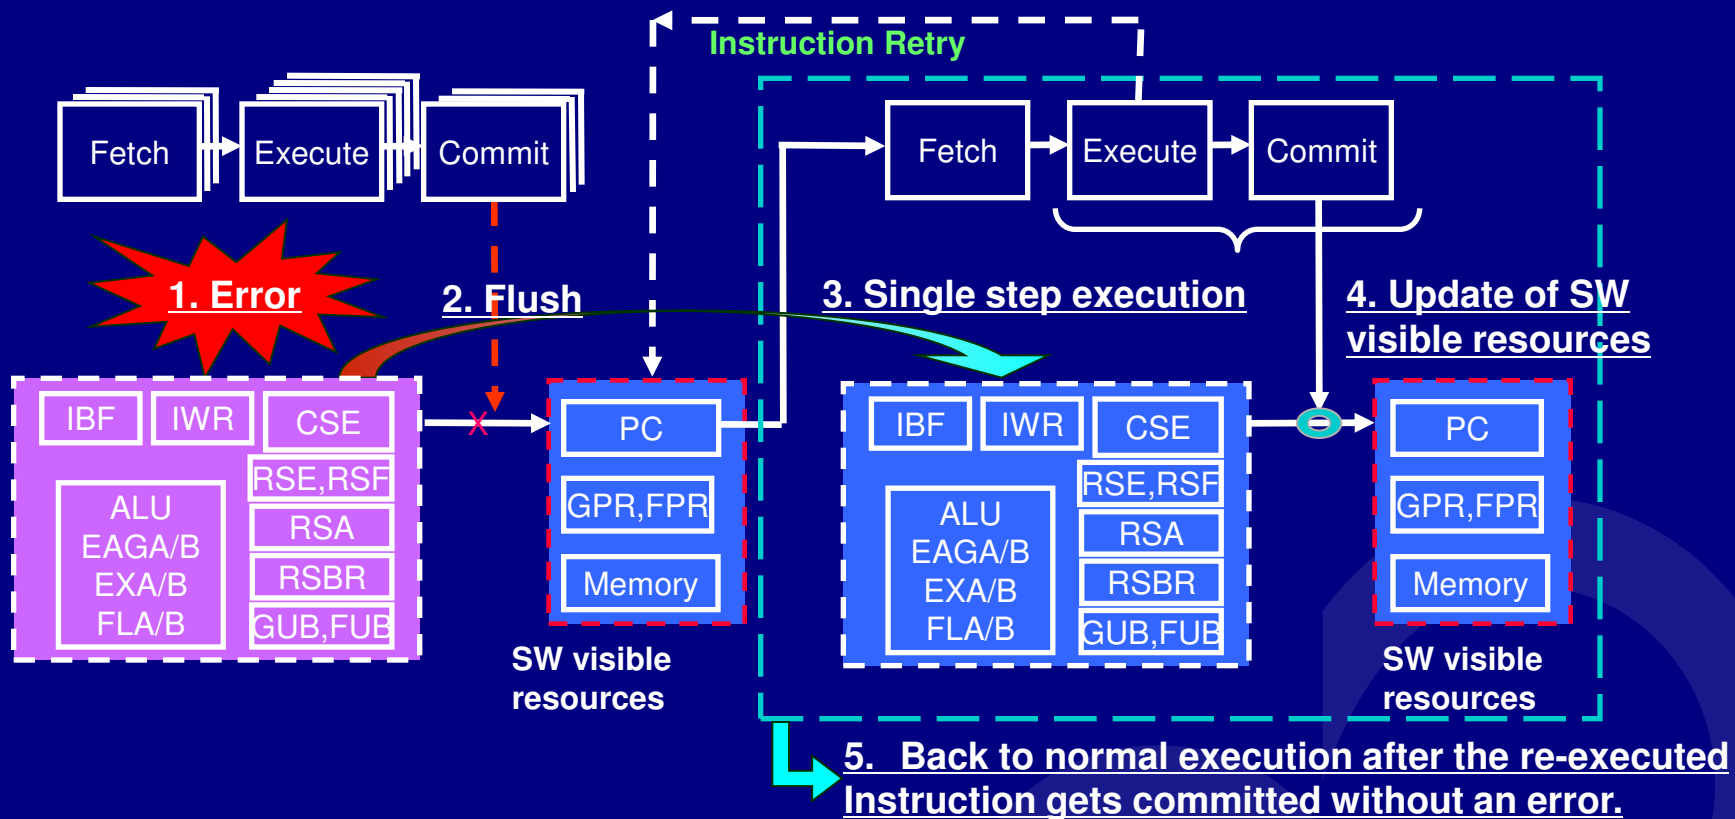 Instruction Retry
Fetch
Execute
Commit
Fetch
Execute
Commit
1. Error
2. Flush
3. Single step execution
4. Update of SW
visible resources
IBF
IWR
CSE
RSE,RSF
RSA
RSBR
GUB,FUB
ALU
EAGA/B
EXA/B
FLA/B
X
PC
GPR,FPR
Memory
SW visible
resources
IBF
IWR
CSE
RSE,RSF
RSA
RSBR
GUB,FUB
ALU
EAGA/B
EXA/B
FLA/B
PC
GPR,FPR
Memory
SW visible
resources
5. Back to normal execution after the re-executed
Instruction gets committed without an error.